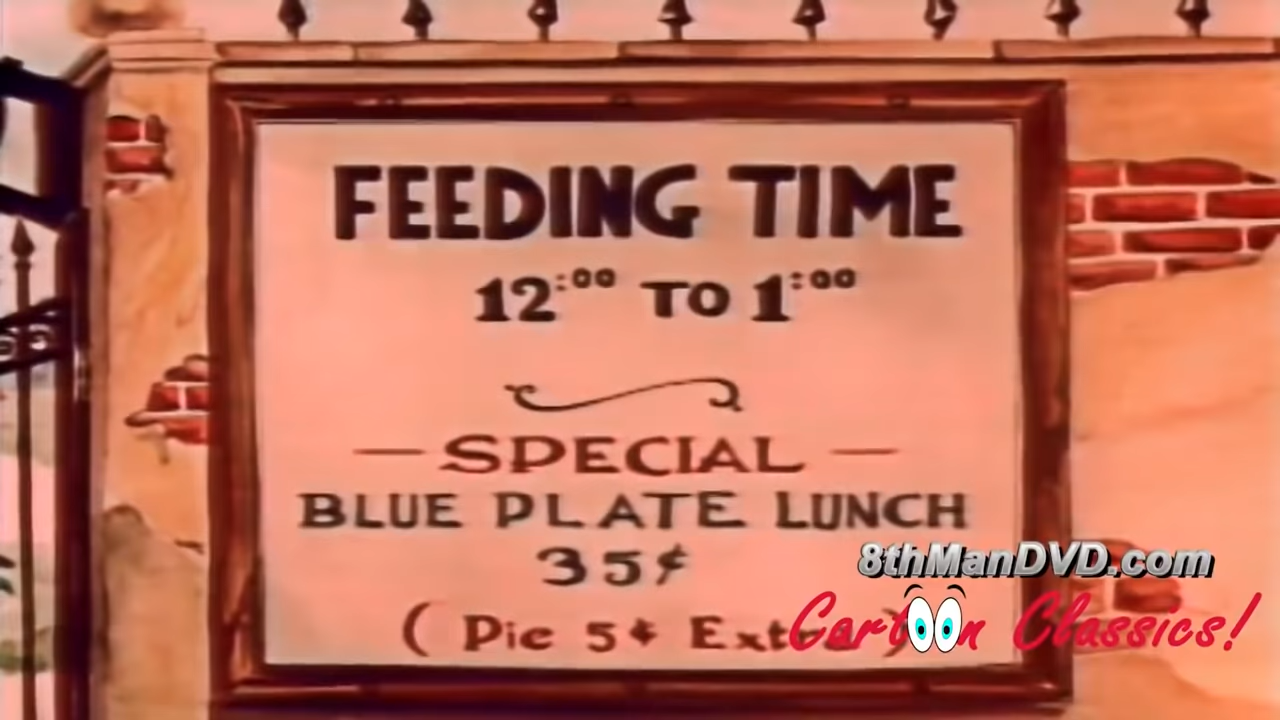 FEEDING TIME
12:00 TO 1:00
— SPECIAL —
BLUE PLATE LUNCH
35¢
( Pie 5¢ Extra )
8thManDVD.com
Cartoon Classics!